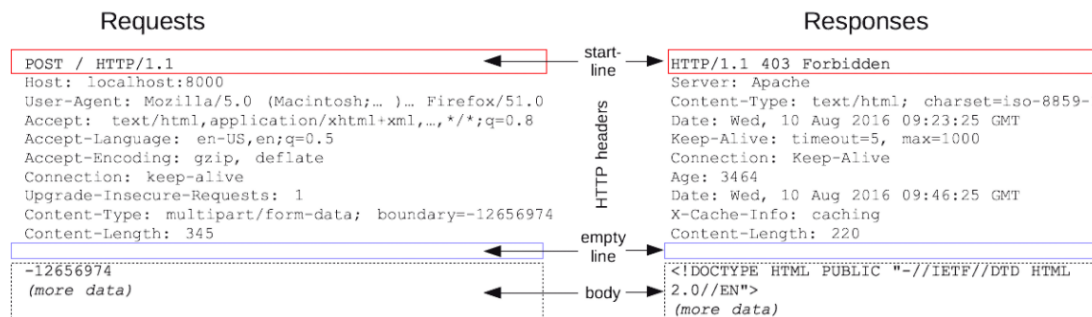 Requests
POST / HTTP/1.1
Host: localhost:8000
User-Agent: Mozilla/5.0 (Macintosh;… )… Firefox/51.0
Accept: text/html,application/xhtml+xml,…,*/*;q=0.8
Accept-Language: en-US,en;q=0.5
Accept-Encoding: gzip, deflate
Connection: keep-alive
Upgrade-Insecure-Requests: 1
Content-Type: multipart/form-data; boundary=-12656974
Content-Length: 345
-12656974
(more data)
start-
line
HTTP headers
empty
line
body
Responses
HTTP/1.1 403 Forbidden
Server: Apache
Content-Type: text/html; charset=iso-8859-
Date: Wed, 10 Aug 2016 09:23:25 GMT
Keep-Alive: timeout=5, max=1000
Connection: Keep-Alive
Age: 3464
Date: Wed, 10 Aug 2016 09:46:25 GMT
X-Cache-Info: caching
Content-Length: 220
<!DOCTYPE HTML PUBLIC "-//IETF//DTD HTML
2.0//EN">
(more data)